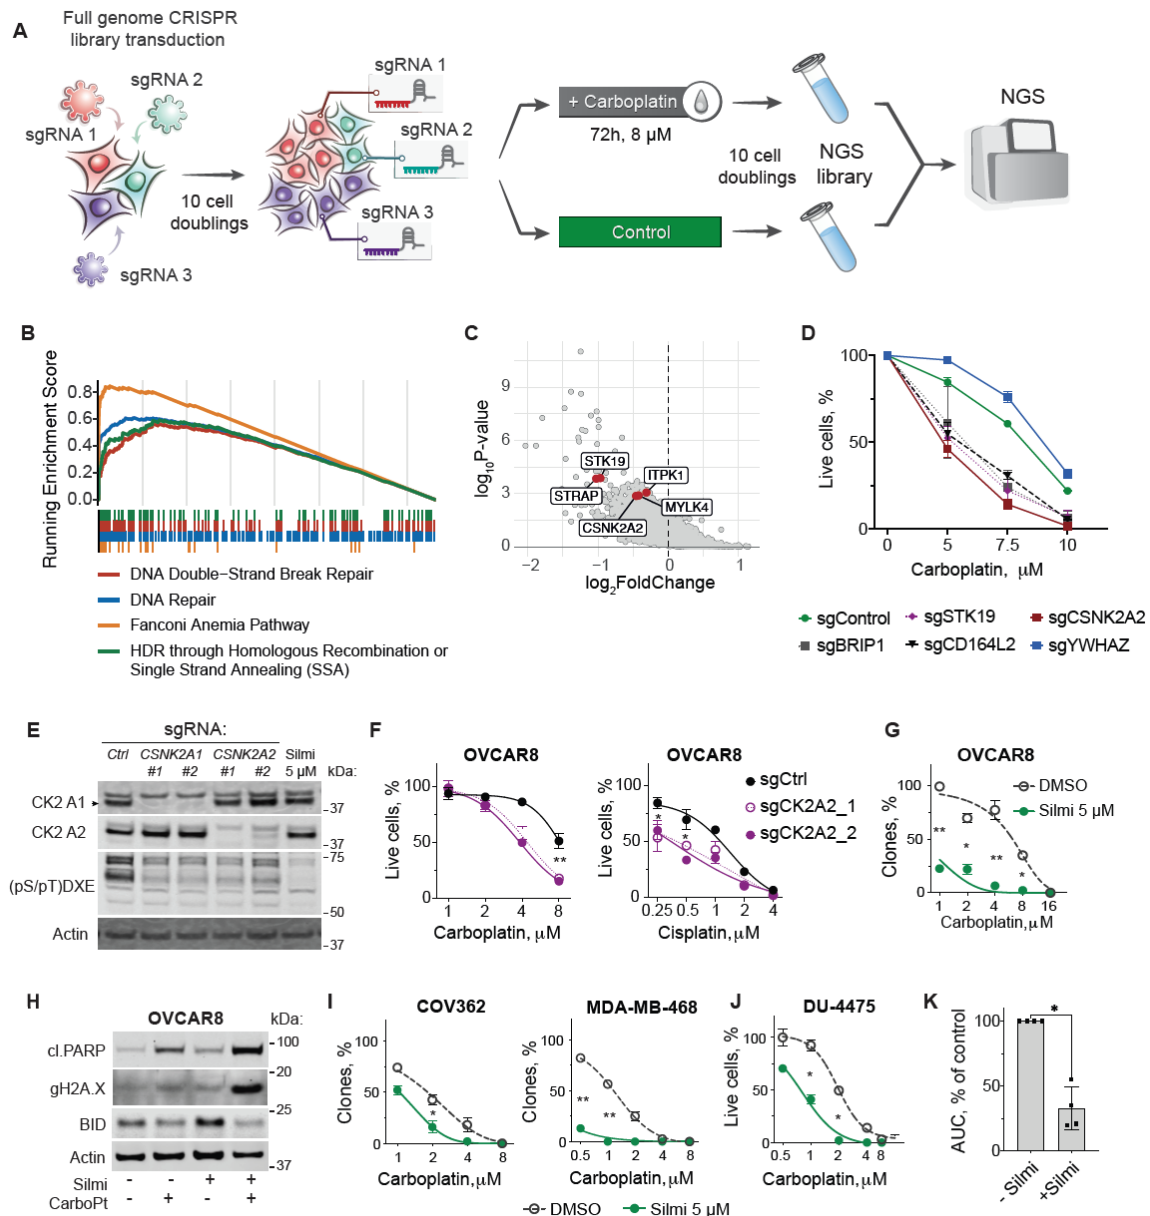 A
Full genome CRISPR
library transduction
sgRNA 1
sgRNA 2
sgRNA 3
10 cell
doublings
sgRNA 1
sgRNA 2
sgRNA 3
+ Carboplatin
72h, 8 µM
Control
10 cell
doublings
NGS
library
NGS
B
Running Enrichment Score
0.8
0.6
0.4
0.2
0.0
DNA Double-Strand Break Repair
DNA Repair
Fanconi Anemia Pathway
HDR through Homologous Recombination or
Single Strand Annealing (SSA)
C
log10P-value
9
6
3
0
STK19
ITPK1
STRAP
MYLK4
CSNK2A2
−2 −1 0 1
log2FoldChange
D
Live cells, %
100
50
0
0 5 7.5 10
Carboplatin, µM
sgControl sgSTK19 sgCSNK2A2
sgBRIP1 sgCD164L2 sgYWHAZ
E
sgRNA:
Ctrl CSNK2A1 CSNK2A2 Silmi
#1 #2 #1 #2 5 µM kDa:
CK2 A1
-37
CK2 A2
-37
-75
(pS/pT)DXE
-50
Actin
-37
F
OVCAR8
Live cells, %
100
50
0
**
1 2 4 8
Carboplatin, µM
OVCAR8
Live cells, %
100
50
0
*
*
0.25 0.5 1 2 4
Cisplatin, µM
sgCtrl
sgCK2A2_1
sgCK2A2_2
G
OVCAR8
Clones, %
100
50
0
DMSO
Silmi 5 µM
** * ** *
1 2 4 8 16
Carboplatin,µM
H
OVCAR8 kDa:
cl.PARP
-100
-20
gH2A.X
-25
BID
Actin
-37
Silmi - - + +
CarboPt - + - +
I
COV362
Clones, %
100
50
0
*
1 2 4 8
Carboplatin,µM
MDA-MB-468
Clones, %
100
50
0
** **
0.5 1 2 4 8
Carboplatin,µM
J
DU-4475
Live cells, %
100
50
0
*
*
0.5 1 2 4 8
Carboplatin,µM
DMSO Silmi 5 µM
K
AUC, % of control
100
50
0
*
- Silmi
+Silmi